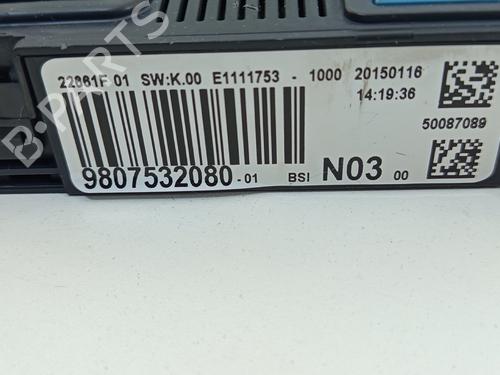 22861F 01 SW:K.00 E1111753 - 1000 20150116
14:19:36
50087089
9807532080-01 BSI N03 00
B-PARTS